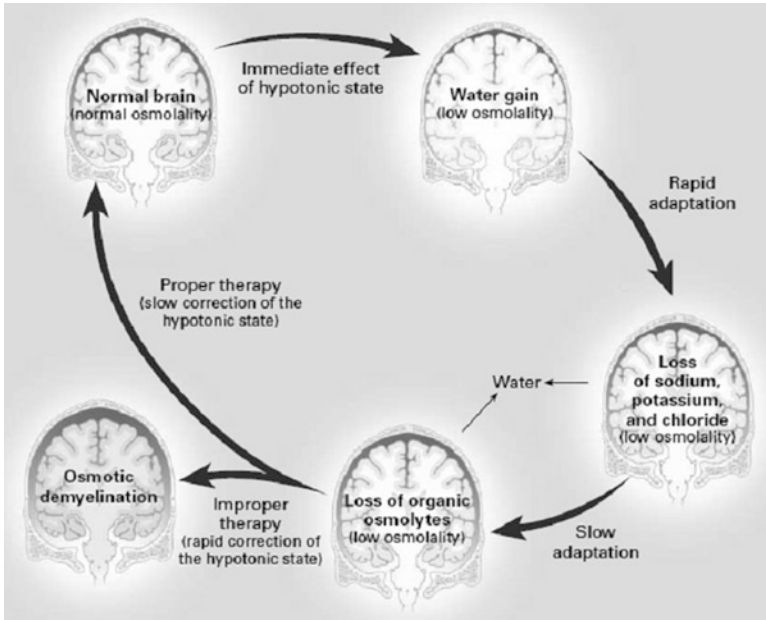 Normal brain
(normal osmolality)
Immediate effect
of hypotonic state
Water gain
(low osmolality)
Rapid
adaptation
Loss
of sodium,
potassium,
and chloride
(low osmolality)
Water
Slow
adaptation
Loss of organic
osmolytes
(low osmolality)
Proper therapy
(slow correction of the
hypotonic state)
Improper
therapy
(rapid correction of
the hypotonic state)
Osmotic
demyelination